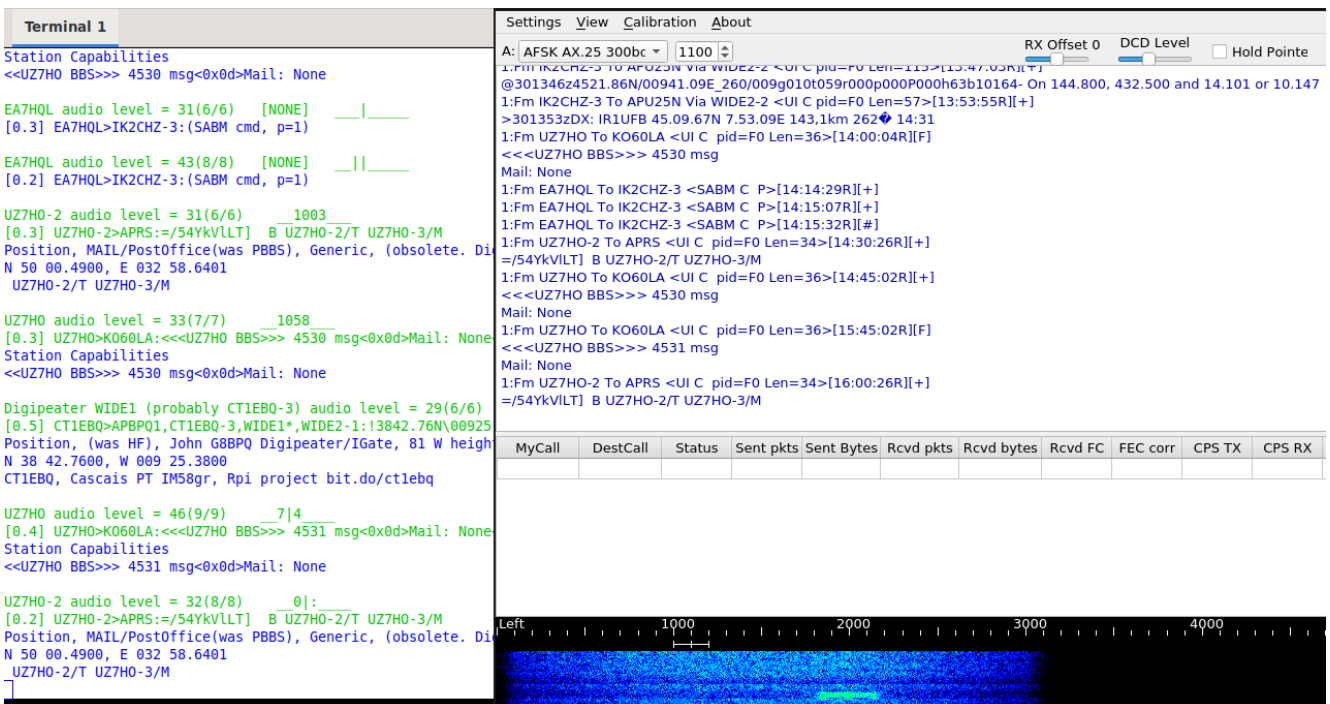 Terminal 1
Station Capabilities
<<UZ7HO BBS>>> 4530 msg<0x0d>Mail: None
EA7HQL audio level = 31(6/6)   [NONE]   ___|_____
[0.3] EA7HQL>IK2CHZ-3:(SABM cmd, p=1)
EA7HQL audio level = 43(8/8)   [NONE]   __||_____
[0.2] EA7HQL>IK2CHZ-3:(SABM cmd, p=1)
UZ7HO-2 audio level = 31(6/6)     __1003___
[0.3] UZ7HO-2>APRS:=/54YkVlLT]  B UZ7HO-2/T UZ7HO-3/M
Position, MAIL/PostOffice(was PBBS), Generic, (obsolete. Di
N 50 00.4900, E 032 58.6401
UZ7HO-2/T UZ7HO-3/M
UZ7HO audio level = 33(7/7)     __1058___
[0.3] UZ7HO>KO60LA:<<<UZ7HO BBS>>> 4530 msg<0x0d>Mail: None
Station Capabilities
<<UZ7HO BBS>>> 4530 msg<0x0d>Mail: None
Digipeater WIDE1 (probably CT1EBQ-3) audio level = 29(6/6)
[0.5] CT1EBQ>APBPQ1,CT1EBQ-3,WIDE1*,WIDE2-1:!3842.76N\00925
Position, (was HF), John G8BPQ Digipeater/IGate, 81 W heigh
N 38 42.7600, W 009 25.3800
CT1EBQ, Cascais PT IM58gr, Rpi project bit.do/ct1ebq
UZ7HO audio level = 46(9/9)     __7|4____
[0.4] UZ7HO>KO60LA:<<<UZ7HO BBS>>> 4531 msg<0x0d>Mail: None
Station Capabilities
<<UZ7HO BBS>>> 4531 msg<0x0d>Mail: None
UZ7HO-2 audio level = 32(8/8)     __0|:____
[0.2] UZ7HO-2>APRS:=/54YkVlLT]  B UZ7HO-2/T UZ7HO-3/M
Position, MAIL/PostOffice(was PBBS), Generic, (obsolete. Di
N 50 00.4900, E 032 58.6401
UZ7HO-2/T UZ7HO-3/M
Settings View Calibration About
A: AFSK AX.25 300bc 1100 RX Offset 0 DCD Level Hold Pointe
1:Fm IK2CHZ-3 To APU25N Via WIDE2-2 <UI C pid=F0 Len=115>[13:47:03R][+]
@301346z4521.86N/00941.09E_260/009g010t059r000p000P000h63b10164- On 144.800, 432.500 and 14.101 or 10.147
1:Fm IK2CHZ-3 To APU25N Via WIDE2-2 <UI C pid=F0 Len=57>[13:53:55R][+]
>301353zDX: IR1UFB 45.09.67N 7.53.09E 143,1km 262� 14:31
1:Fm UZ7HO To KO60LA <UI C  pid=F0 Len=36>[14:00:04R][F]
<<<UZ7HO BBS>>> 4530 msg
Mail: None
1:Fm EA7HQL To IK2CHZ-3 <SABM C  P>[14:14:29R][+]
1:Fm EA7HQL To IK2CHZ-3 <SABM C  P>[14:15:07R][+]
1:Fm EA7HQL To IK2CHZ-3 <SABM C  P>[14:15:32R][#]
1:Fm UZ7HO-2 To APRS <UI C  pid=F0 Len=34>[14:30:26R][+]
=/54YkVlLT]  B UZ7HO-2/T UZ7HO-3/M
1:Fm UZ7HO To KO60LA <UI C  pid=F0 Len=36>[14:45:02R][+]
<<<UZ7HO BBS>>> 4530 msg
Mail: None
1:Fm UZ7HO To KO60LA <UI C  pid=F0 Len=36>[15:45:02R][F]
<<<UZ7HO BBS>>> 4531 msg
Mail: None
1:Fm UZ7HO-2 To APRS <UI C  pid=F0 Len=34>[16:00:26R][+]
=/54YkVlLT]  B UZ7HO-2/T UZ7HO-3/M
MyCall DestCall Status Sent pkts Sent Bytes Rcvd pkts Rcvd bytes Rcvd FC FEC corr CPS TX CPS RX
Left 1000 2000 3000 4000